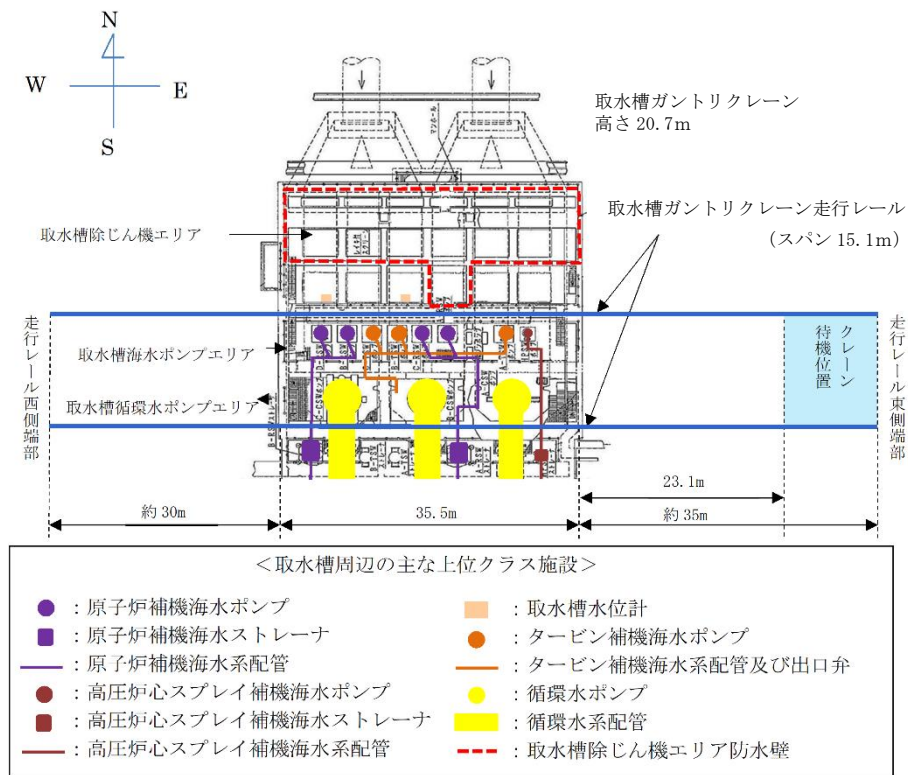 N
W
E
S
取水槽ガントリクレーン
高さ 20.7m
マンホール
取水槽ガントリクレーン走行レール
(スパン 15.1m)
取水槽除じん機エリア
走行レール西側端部
取水槽海水ポンプエリア
取水槽循環水ポンプエリア
クレーン
待機位置
走行レール東側端部
23.1m
約 30m
35.5m
約 35m
<取水槽周辺の主な上位クラス施設>
:原子炉補機海水ポンプ
:原子炉補機海水ストレーナ
:原子炉補機海水系配管
:高圧炉心スプレイ補機海水ポンプ
:高圧炉心スプレイ補機海水ストレーナ
:高圧炉心スプレイ補機海水系配管
:取水槽水位計
:タービン補機海水ポンプ
:タービン補機海水系配管及び出口弁
:循環水ポンプ
:循環水系配管
:取水槽除じん機エリア防水壁